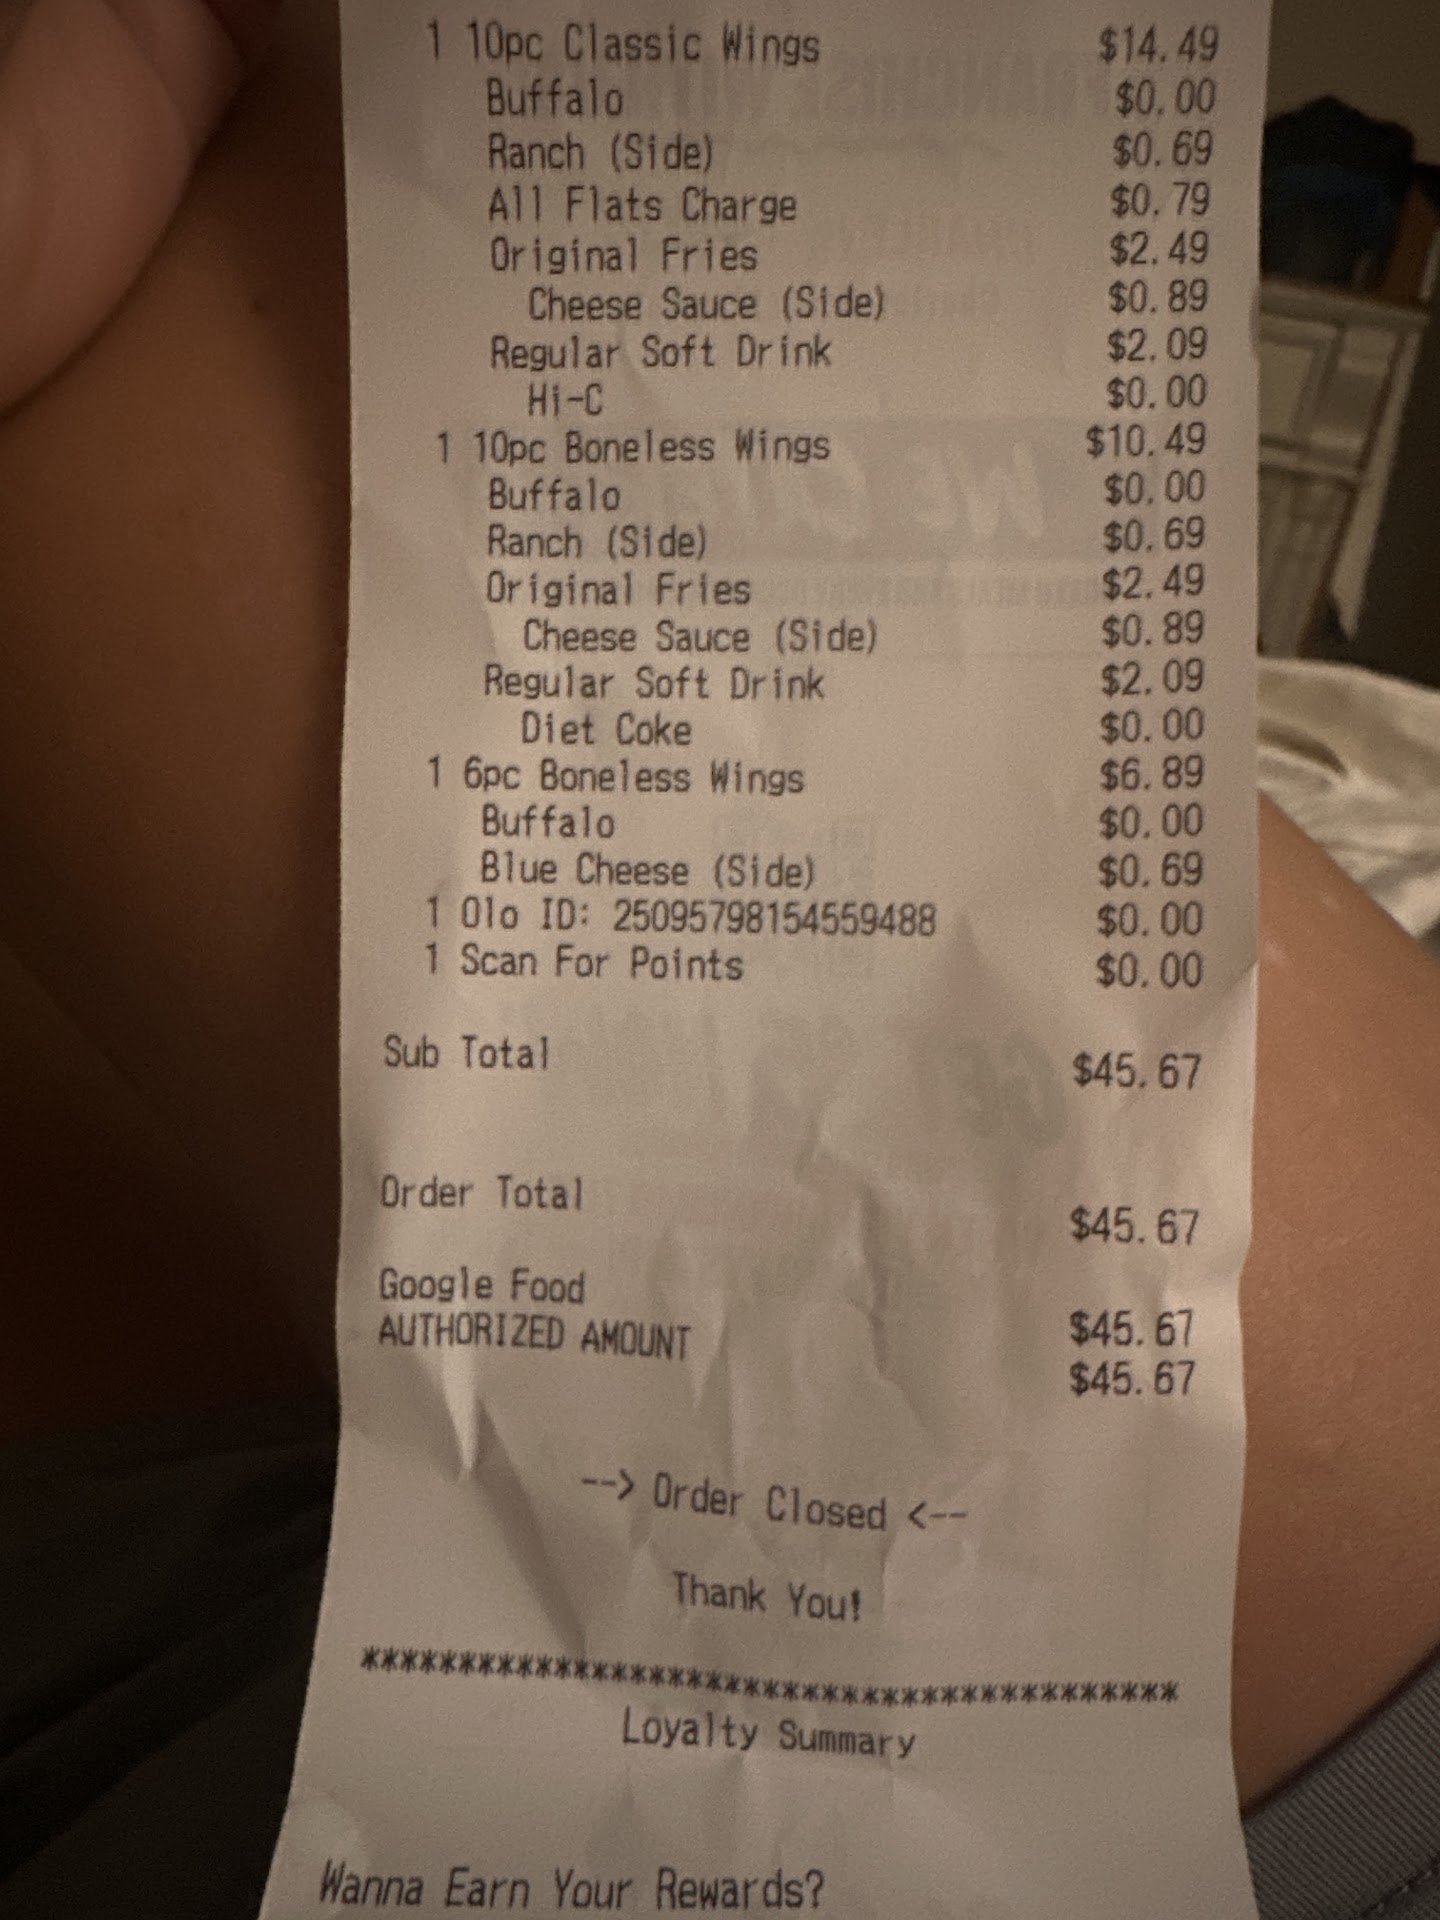 1 10pc Classic Wings $14.49
Buffalo $0.00
Ranch (Side) $0.69
All Flats Charge $0.79
Original Fries $2.49
Cheese Sauce (Side) $0.89
Regular Soft Drink $2.09
Hi-C $0.00
1 10pc Boneless Wings $10.49
Buffalo $0.00
Ranch (Side) $0.69
Original Fries $2.49
Cheese Sauce (Side) $0.89
Regular Soft Drink $2.09
Diet Coke $0.00
1 6pc Boneless Wings $6.89
Buffalo $0.00
Blue Cheese (Side) $0.69
1 Olo ID: 25095798154559488 $0.00
1 Scan For Points $0.00
Sub Total $45.67
Order Total $45.67
Google Food $45.67
AUTHORIZED AMOUNT $45.67
--> Order Closed <--
Thank You!
******************************************
Loyalty Summary
Wanna Earn Your Rewards?